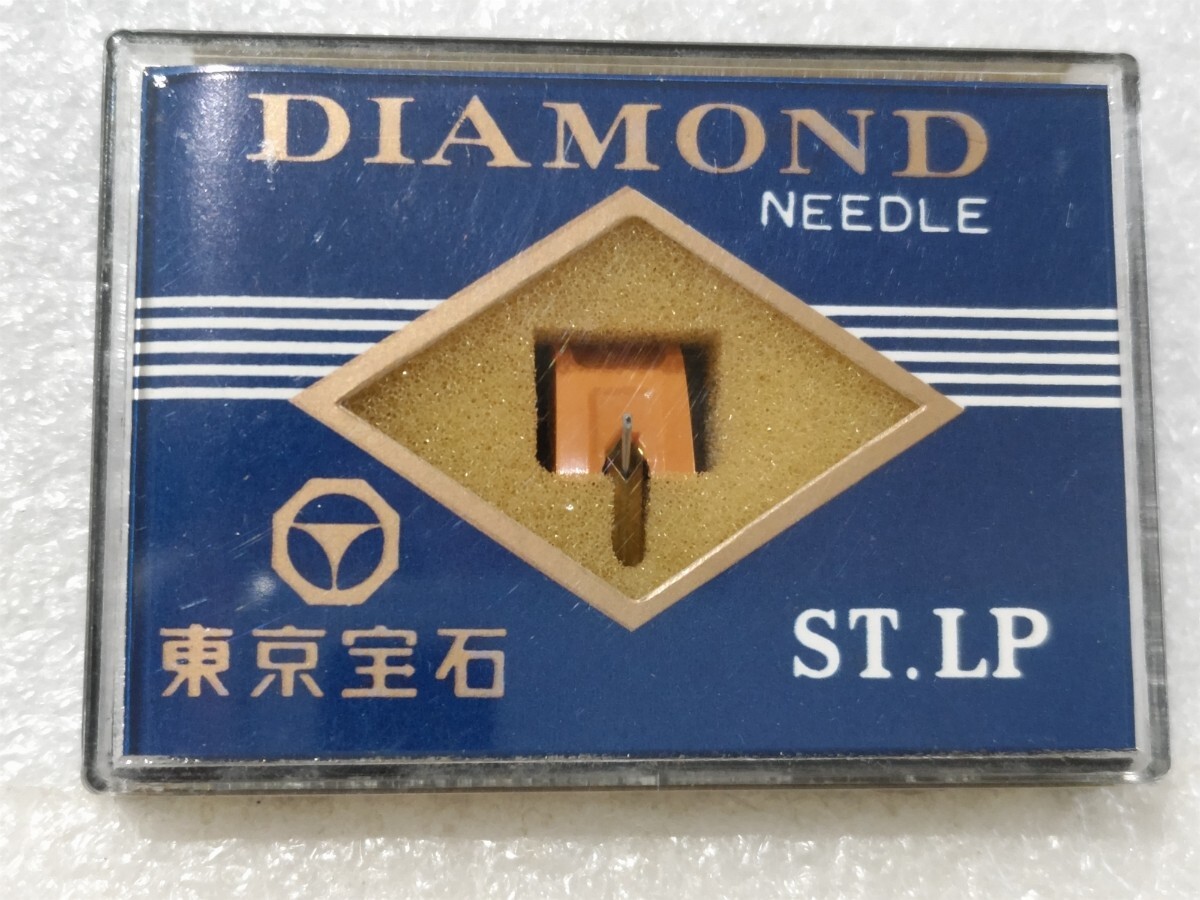 DIAMOND
NEEDLE
東京宝石
ST.LP